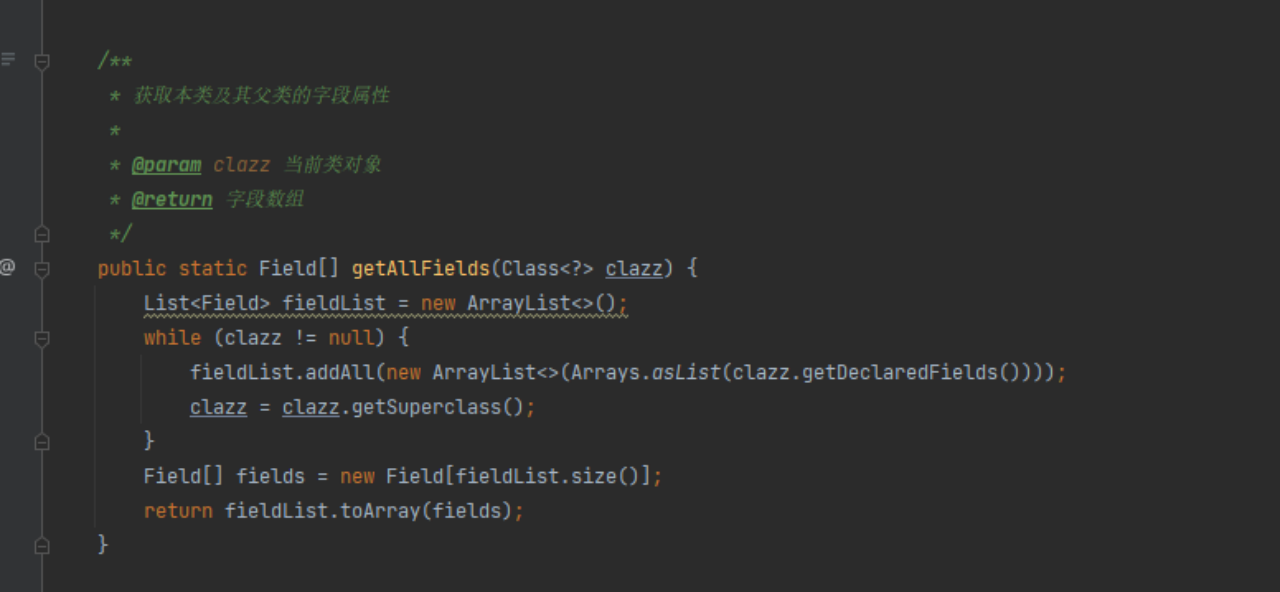 /**
 * 获取本类及其父类的字段属性
 *
 * @param clazz 当前类对象
 * @return 字段数组
 */
@
public static Field[] getAllFields(Class<?> clazz) {
    List<Field> fieldList = new ArrayList<>();
    while (clazz != null) {
        fieldList.addAll(new ArrayList<>(Arrays.asList(clazz.getDeclaredFields())));
        clazz = clazz.getSuperclass();
    }
    Field[] fields = new Field[fieldList.size()];
    return fieldList.toArray(fields);
}